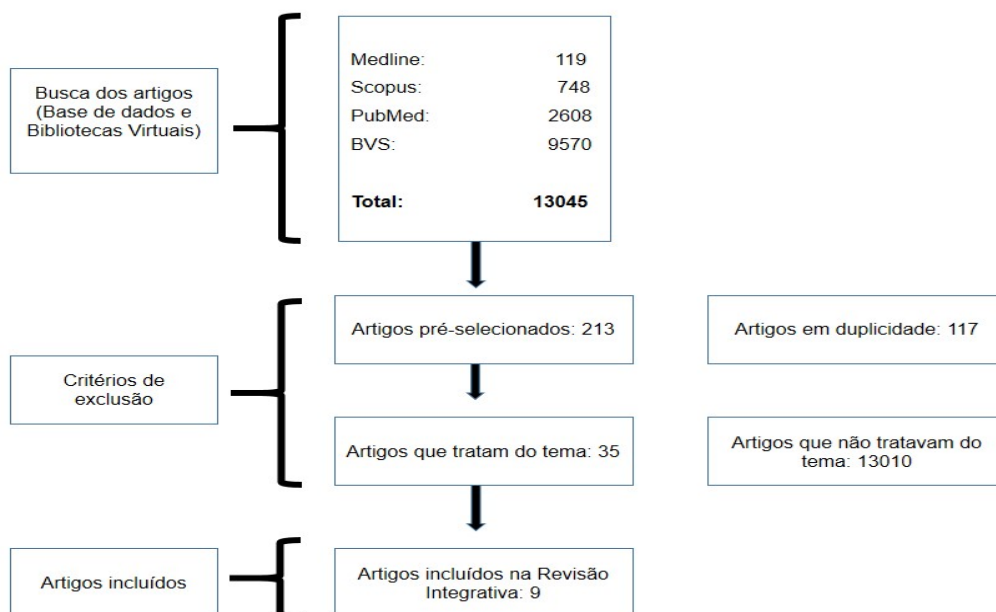 Busca dos artigos
(Base de dados e
Bibliotecas Virtuais)
Medline: 119
Scopus: 748
PubMed: 2608
BVS: 9570
Total: 13045
Critérios de
exclusão
Artigos pré-selecionados: 213
Artigos em duplicidade: 117
Artigos que tratam do tema: 35
Artigos que não tratavam do
tema: 13010
Artigos incluídos
Artigos incluídos na Revisão
Integrativa: 9